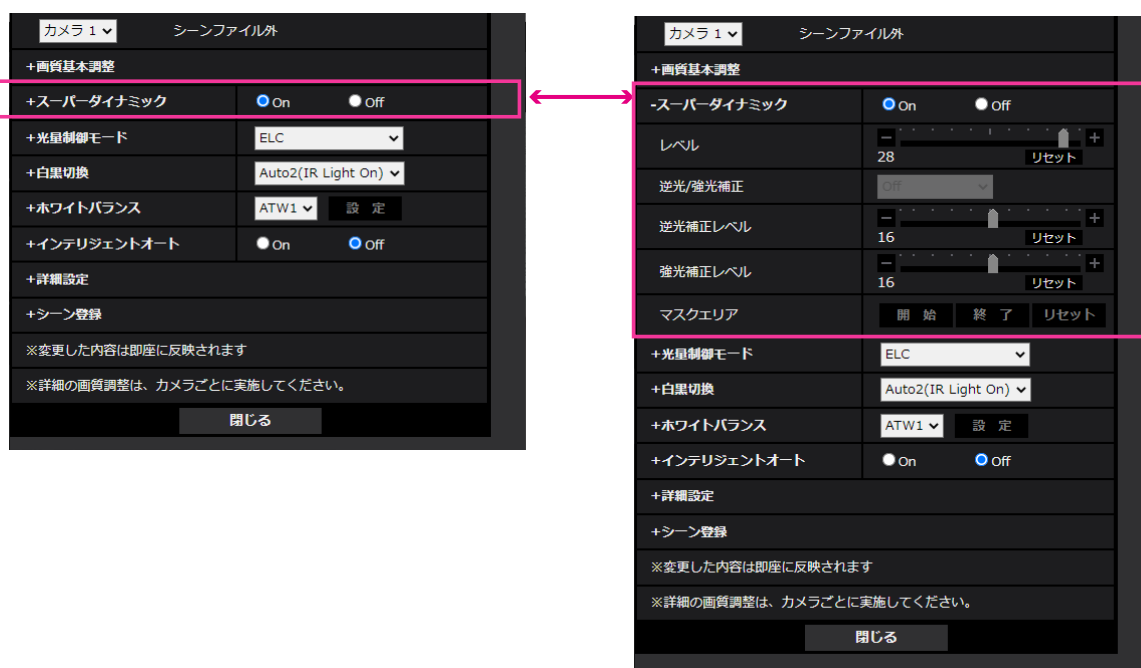 カメラ 1 シーンファイル外
+画質基本調整
+スーパーダイナミック On Off
+光量制御モード ELC
+白黒切換 Auto2(IR Light On)
+ホワイトバランス ATW1 設 定
+インテリジェントオート On Off
+詳細設定
+シーン登録
※変更した内容は即座に反映されます
※詳細の画質調整は、カメラごとに実施してください。
閉じる
カメラ 1 シーンファイル外
+画質基本調整
-スーパーダイナミック On Off
レベル - +
28 リセット
逆光/強光補正 Off
逆光補正レベル - +
16 リセット
強光補正レベル - +
16 リセット
マスクエリア 開 始 終 了 リセット
+光量制御モード ELC
+白黒切換 Auto2(IR Light On)
+ホワイトバランス ATW1 設 定
+インテリジェントオート On Off
+詳細設定
+シーン登録
※変更した内容は即座に反映されます
※詳細の画質調整は、カメラごとに実施してください。
閉じる